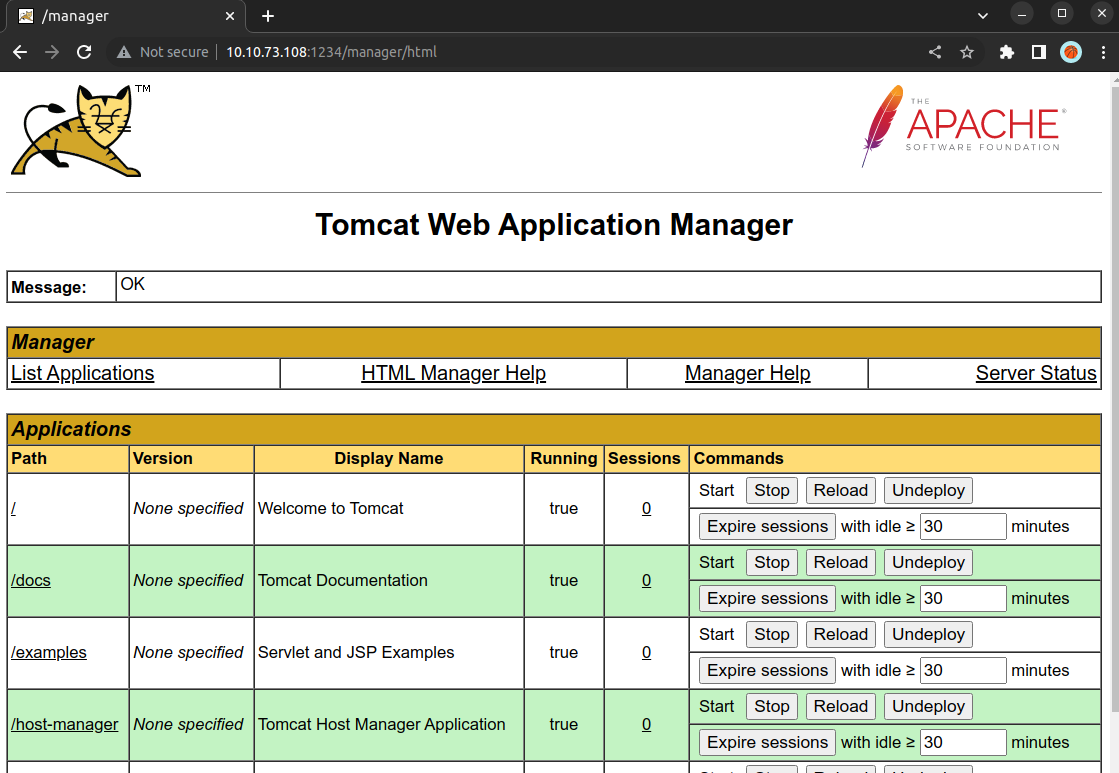 /manager
Not secure 10.10.73.108:1234/manager/html
TM
THE
APACHE®
SOFTWARE FOUNDATION
Tomcat Web Application Manager
Message: OK
Manager
List Applications HTML Manager Help Manager Help Server Status
Applications
Path Version Display Name Running Sessions Commands
/ None specified Welcome to Tomcat true 0 Start Stop Reload Undeploy
Expire sessions with idle ≥ 30 minutes
/docs None specified Tomcat Documentation true 0 Start Stop Reload Undeploy
Expire sessions with idle ≥ 30 minutes
/examples None specified Servlet and JSP Examples true 0 Start Stop Reload Undeploy
Expire sessions with idle ≥ 30 minutes
/host-manager None specified Tomcat Host Manager Application true 0 Start Stop Reload Undeploy
Expire sessions with idle ≥ 30 minutes